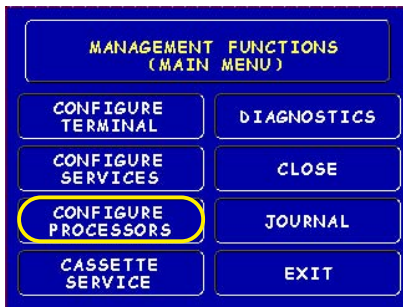 MANAGEMENT FUNCTIONS
(MAIN MENU)
CONFIGURE
TERMINAL
DIAGNOSTICS
CONFIGURE
SERVICES
CLOSE
CONFIGURE
PROCESSORS
JOURNAL
CASSETTE
SERVICE
EXIT